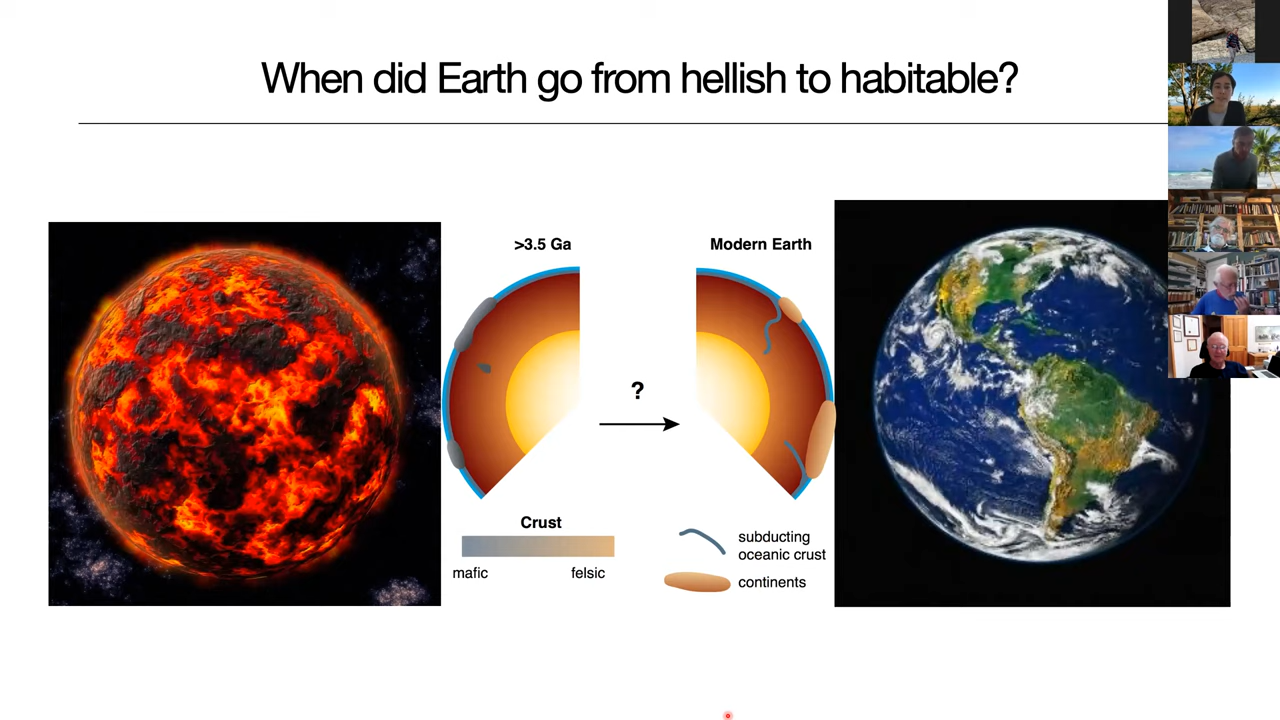 When did Earth go from hellish to habitable?
>3.5 Ga
Modern Earth
?
Crust
mafic
felsic
subducting
oceanic crust
continents